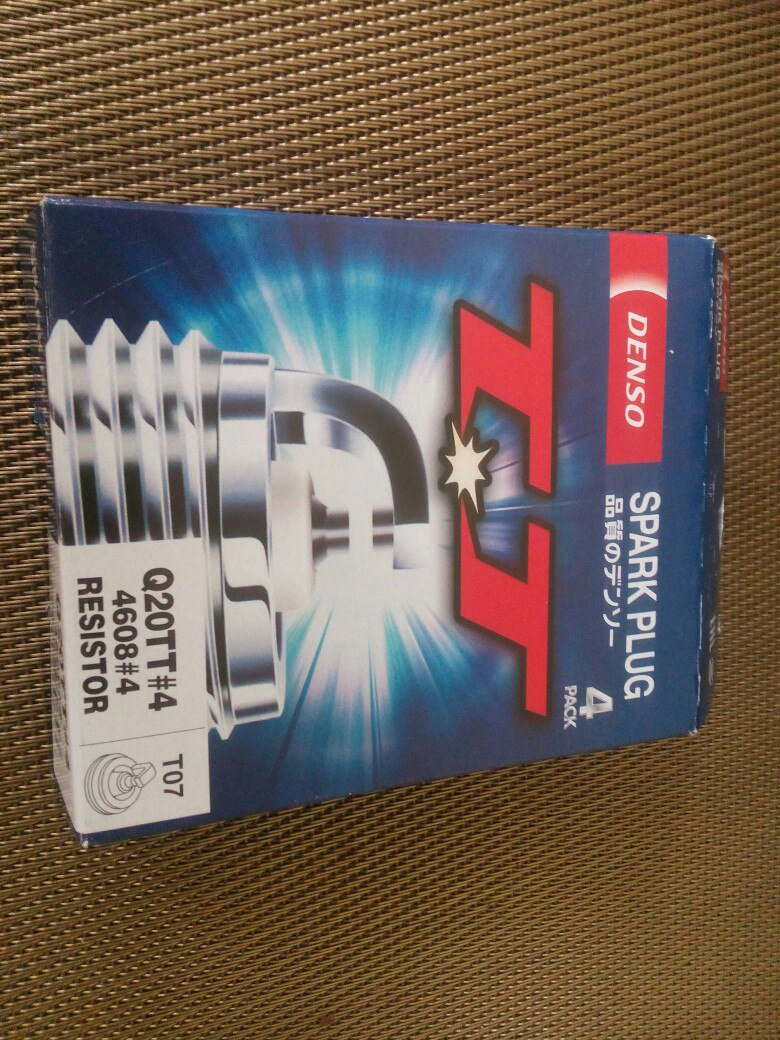 DENSO
SPARK PLUG
品質のデンソー
4
PACK
TT
Q20TT#4
4608#4
RESISTOR
T07